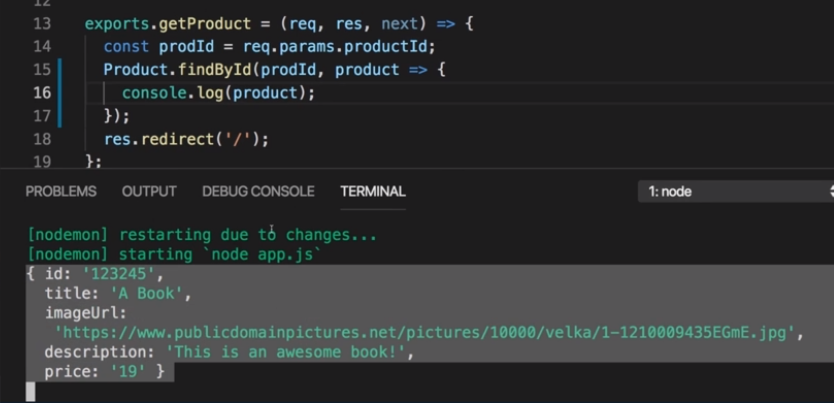 12
13 exports.getProduct = (req, res, next) => {
14 const prodId = req.params.productId;
15 Product.findById(prodId, product => {
16 console.log(product);
17 });
18 res.redirect('/');
19 };
PROBLEMS OUTPUT DEBUG CONSOLE TERMINAL 1: node
[nodemon] restarting due to changes...
[nodemon] starting `node app.js`
{ id: '123245',
title: 'A Book',
imageUrl:
'https://www.publicdomainpictures.net/pictures/10000/velka/1-1210009435EGmE.jpg',
description: 'This is an awesome book!',
price: '19' }